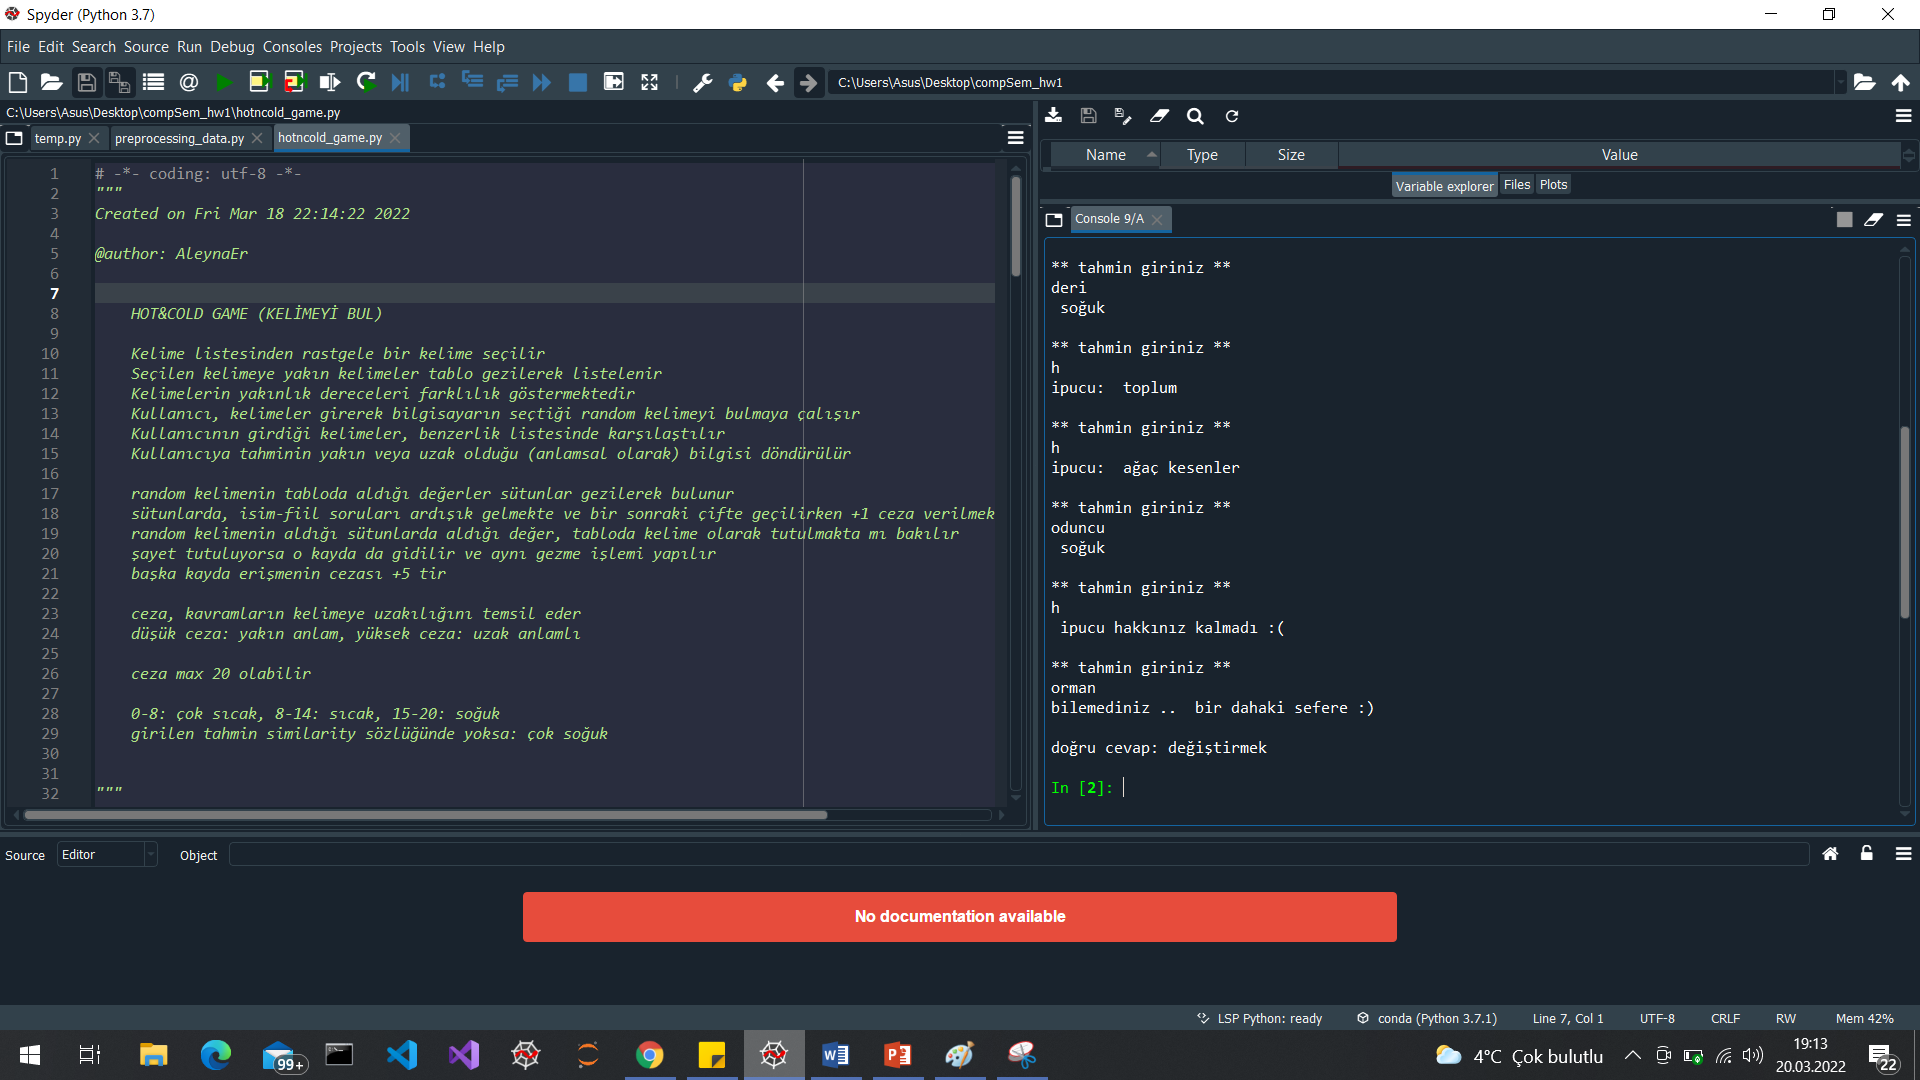 Spyder (Python 3.7)
File Edit Search Source Run Debug Consoles Projects Tools View Help
C:\Users\Asus\Desktop\compSem_hw1
C:\Users\Asus\Desktop\compSem_hw1\hotncold_game.py
temp.py preprocessing_data.py hotncold_game.py
1 # -*- coding: utf-8 -*-
2 """
3 Created on Fri Mar 18 22:14:22 2022
4
5 @author: AleynaEr
6
7
8 HOT&COLD GAME (KELİMEYİ BUL)
9
10 Kelime listesinden rastgele bir kelime seçilir
11 Seçilen kelimeye yakın kelimeler tablo gezilerek listelenir
12 Kelimelerin yakınlık dereceleri farklılık göstermektedir
13 Kullanıcı, kelimeler girerek bilgisayarın seçtiği random kelimeyi bulmaya çalışır
14 Kullanıcının girdiği kelimeler, benzerlik listesinde karşılaştılır
15 Kullanıcıya tahminin yakın veya uzak olduğu (anlamsal olarak) bilgisi döndürülür
16
17 random kelimenin tabloda aldığı değerler sütunlar gezilerek bulunur
18 sütunlarda, isim-fiil soruları ardışık gelmekte ve bir sonraki çifte geçilirken +1 ceza verilmek
19 random kelimenin aldığı sütunlarda aldığı değer, tabloda kelime olarak tutulmakta mı bakılır
20 şayet tutuluyorsa o kayda da gidilir ve aynı gezme işlemi yapılır
21 başka kayda erişmenin cezası +5 tir
22
23 ceza, kavramların kelimeye uzakılığını temsil eder
24 düşük ceza: yakın anlam, yüksek ceza: uzak anlamlı
25
26 ceza max 20 olabilir
27
28 0-8: çok sıcak, 8-14: sıcak, 15-20: soğuk
29 girilen tahmin similarity sözlüğünde yoksa: çok soğuk
30
31
32 """
Name Type Size Value
Variable explorer Files Plots
Console 9/A
** tahmin giriniz **
deri
soğuk
** tahmin giriniz **
h
ipucu: toplum
** tahmin giriniz **
h
ipucu: ağaç kesenler
** tahmin giriniz **
oduncu
soğuk
** tahmin giriniz **
h
ipucu hakkınız kalmadı :(
** tahmin giriniz **
orman
bilemediniz .. bir dahaki sefere :)
doğru cevap: değiştirmek
In [2]:
Source Editor Object
No documentation available
LSP Python: ready conda (Python 3.7.1) Line 7, Col 1 UTF-8 CRLF RW Mem 42%
99+
4°C Çok bulutlu
19:13
20.03.2022
22